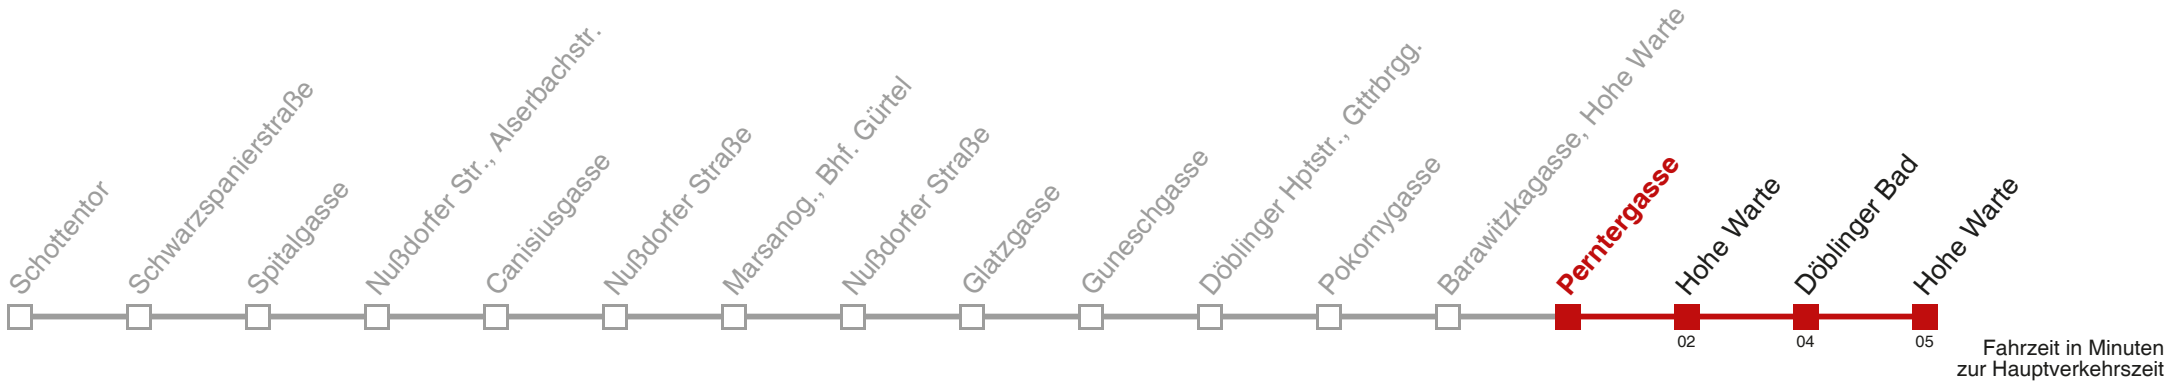 Schottentor
Schwarzspanierstraße
Spitalgasse
Nußdorfer Str., Alserbachstr.
Canisiusgasse
Nußdorfer Straße
Marsanog., Bhf. Gürtel
Nußdorfer Straße
Glatzgasse
Guneschgasse
Döblinger Hptstr., Gttrbrgg.
Pokornygasse
Barawitzkagasse, Hohe Warte
Perntergasse
Hohe Warte
Döblinger Bad
Hohe Warte
02
04
05
Fahrzeit in Minuten
zur Hauptverkehrszeit